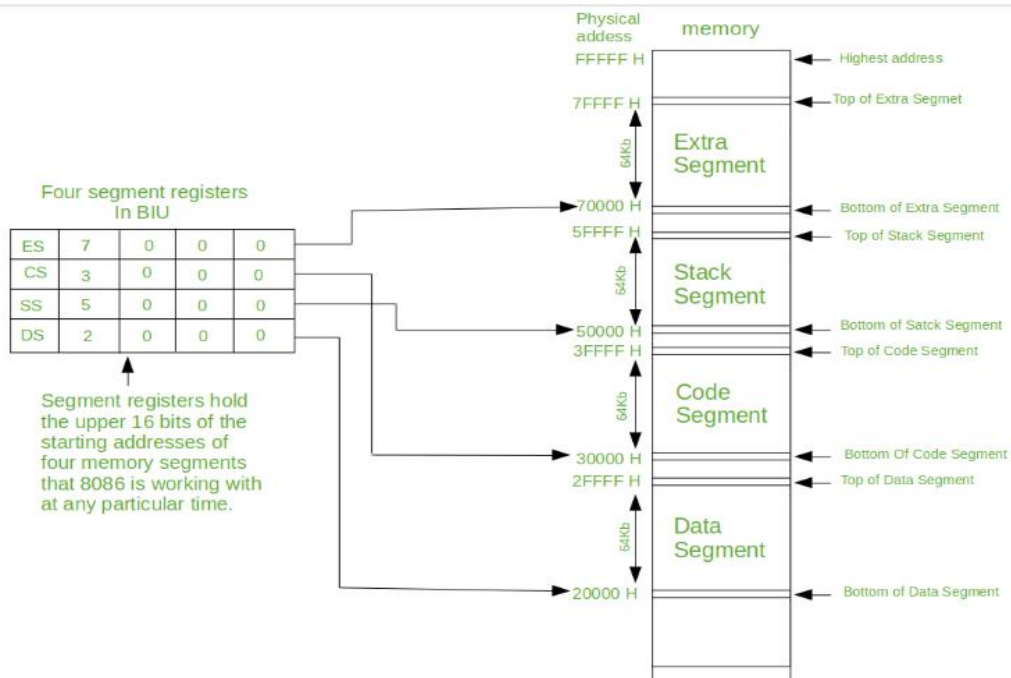 Physical
addess
memory
FFFFF H
Highest address
7FFFF H
Top of Extra Segmet
64Kb
Extra
Segment
Four segment registers
In BIU
70000 H
Bottom of Extra Segment
5FFFF H
Top of Stack Segment
ES 7 0 0 0
CS 3 0 0 0
SS 5 0 0 0
DS 2 0 0 0
64Kb
Stack
Segment
50000 H
Bottom of Satck Segment
3FFFF H
Top of Code Segment
Segment registers hold
the upper 16 bits of the
starting addresses of
four memory segments
that 8086 is working with
at any particular time.
64Kb
Code
Segment
30000 H
Bottom Of Code Segment
2FFFF H
Top of Data Segment
64Kb
Data
Segment
20000 H
Bottom of Data Segment